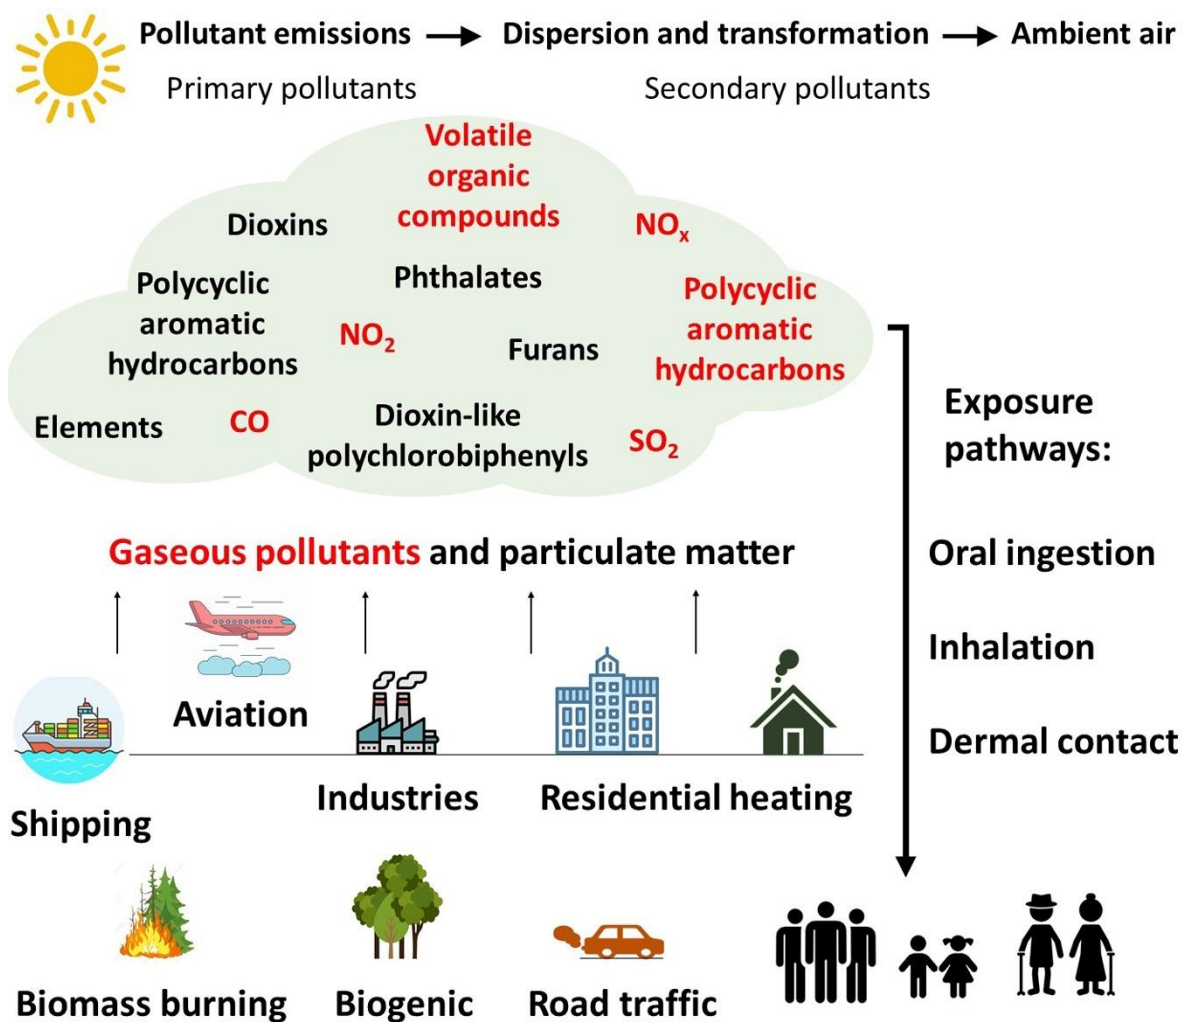 Pollutant emissions → Dispersion and transformation → Ambient air
Primary pollutants
Secondary pollutants
Volatile
organic
compounds
Dioxins
NOₓ
Phthalates
Polycyclic
aromatic
hydrocarbons
NO₂
Furans
Polycyclic
aromatic
hydrocarbons
Elements
CO
Dioxin-like
polychlorobiphenyls
SO₂
Gaseous pollutants and particulate matter
Exposure
pathways:
Oral ingestion
Inhalation
Dermal contact
Aviation
Shipping
Industries
Residential heating
Biomass burning
Biogenic
Road traffic